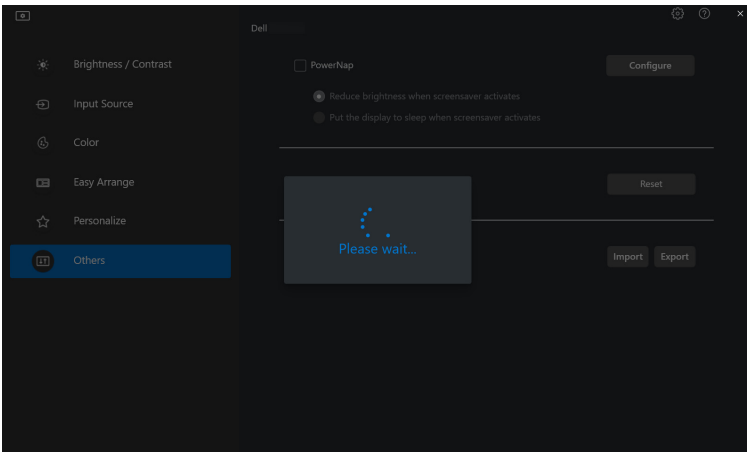 Dell
Brightness / Contrast
Input Source
Color
Easy Arrange
Personalize
Others
PowerNap
Configure
Reduce brightness when screensaver activates
Put the display to sleep when screensaver activates
Reset
Please wait...
Import Export